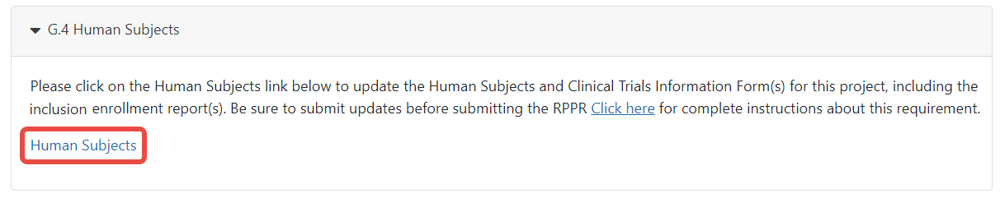 G.4 Human Subjects
Please click on the Human Subjects link below to update the Human Subjects and Clinical Trials Information Form(s) for this project, including the
inclusion enrollment report(s). Be sure to submit updates before submitting the RPPR Click here for complete instructions about this requirement.
Human Subjects